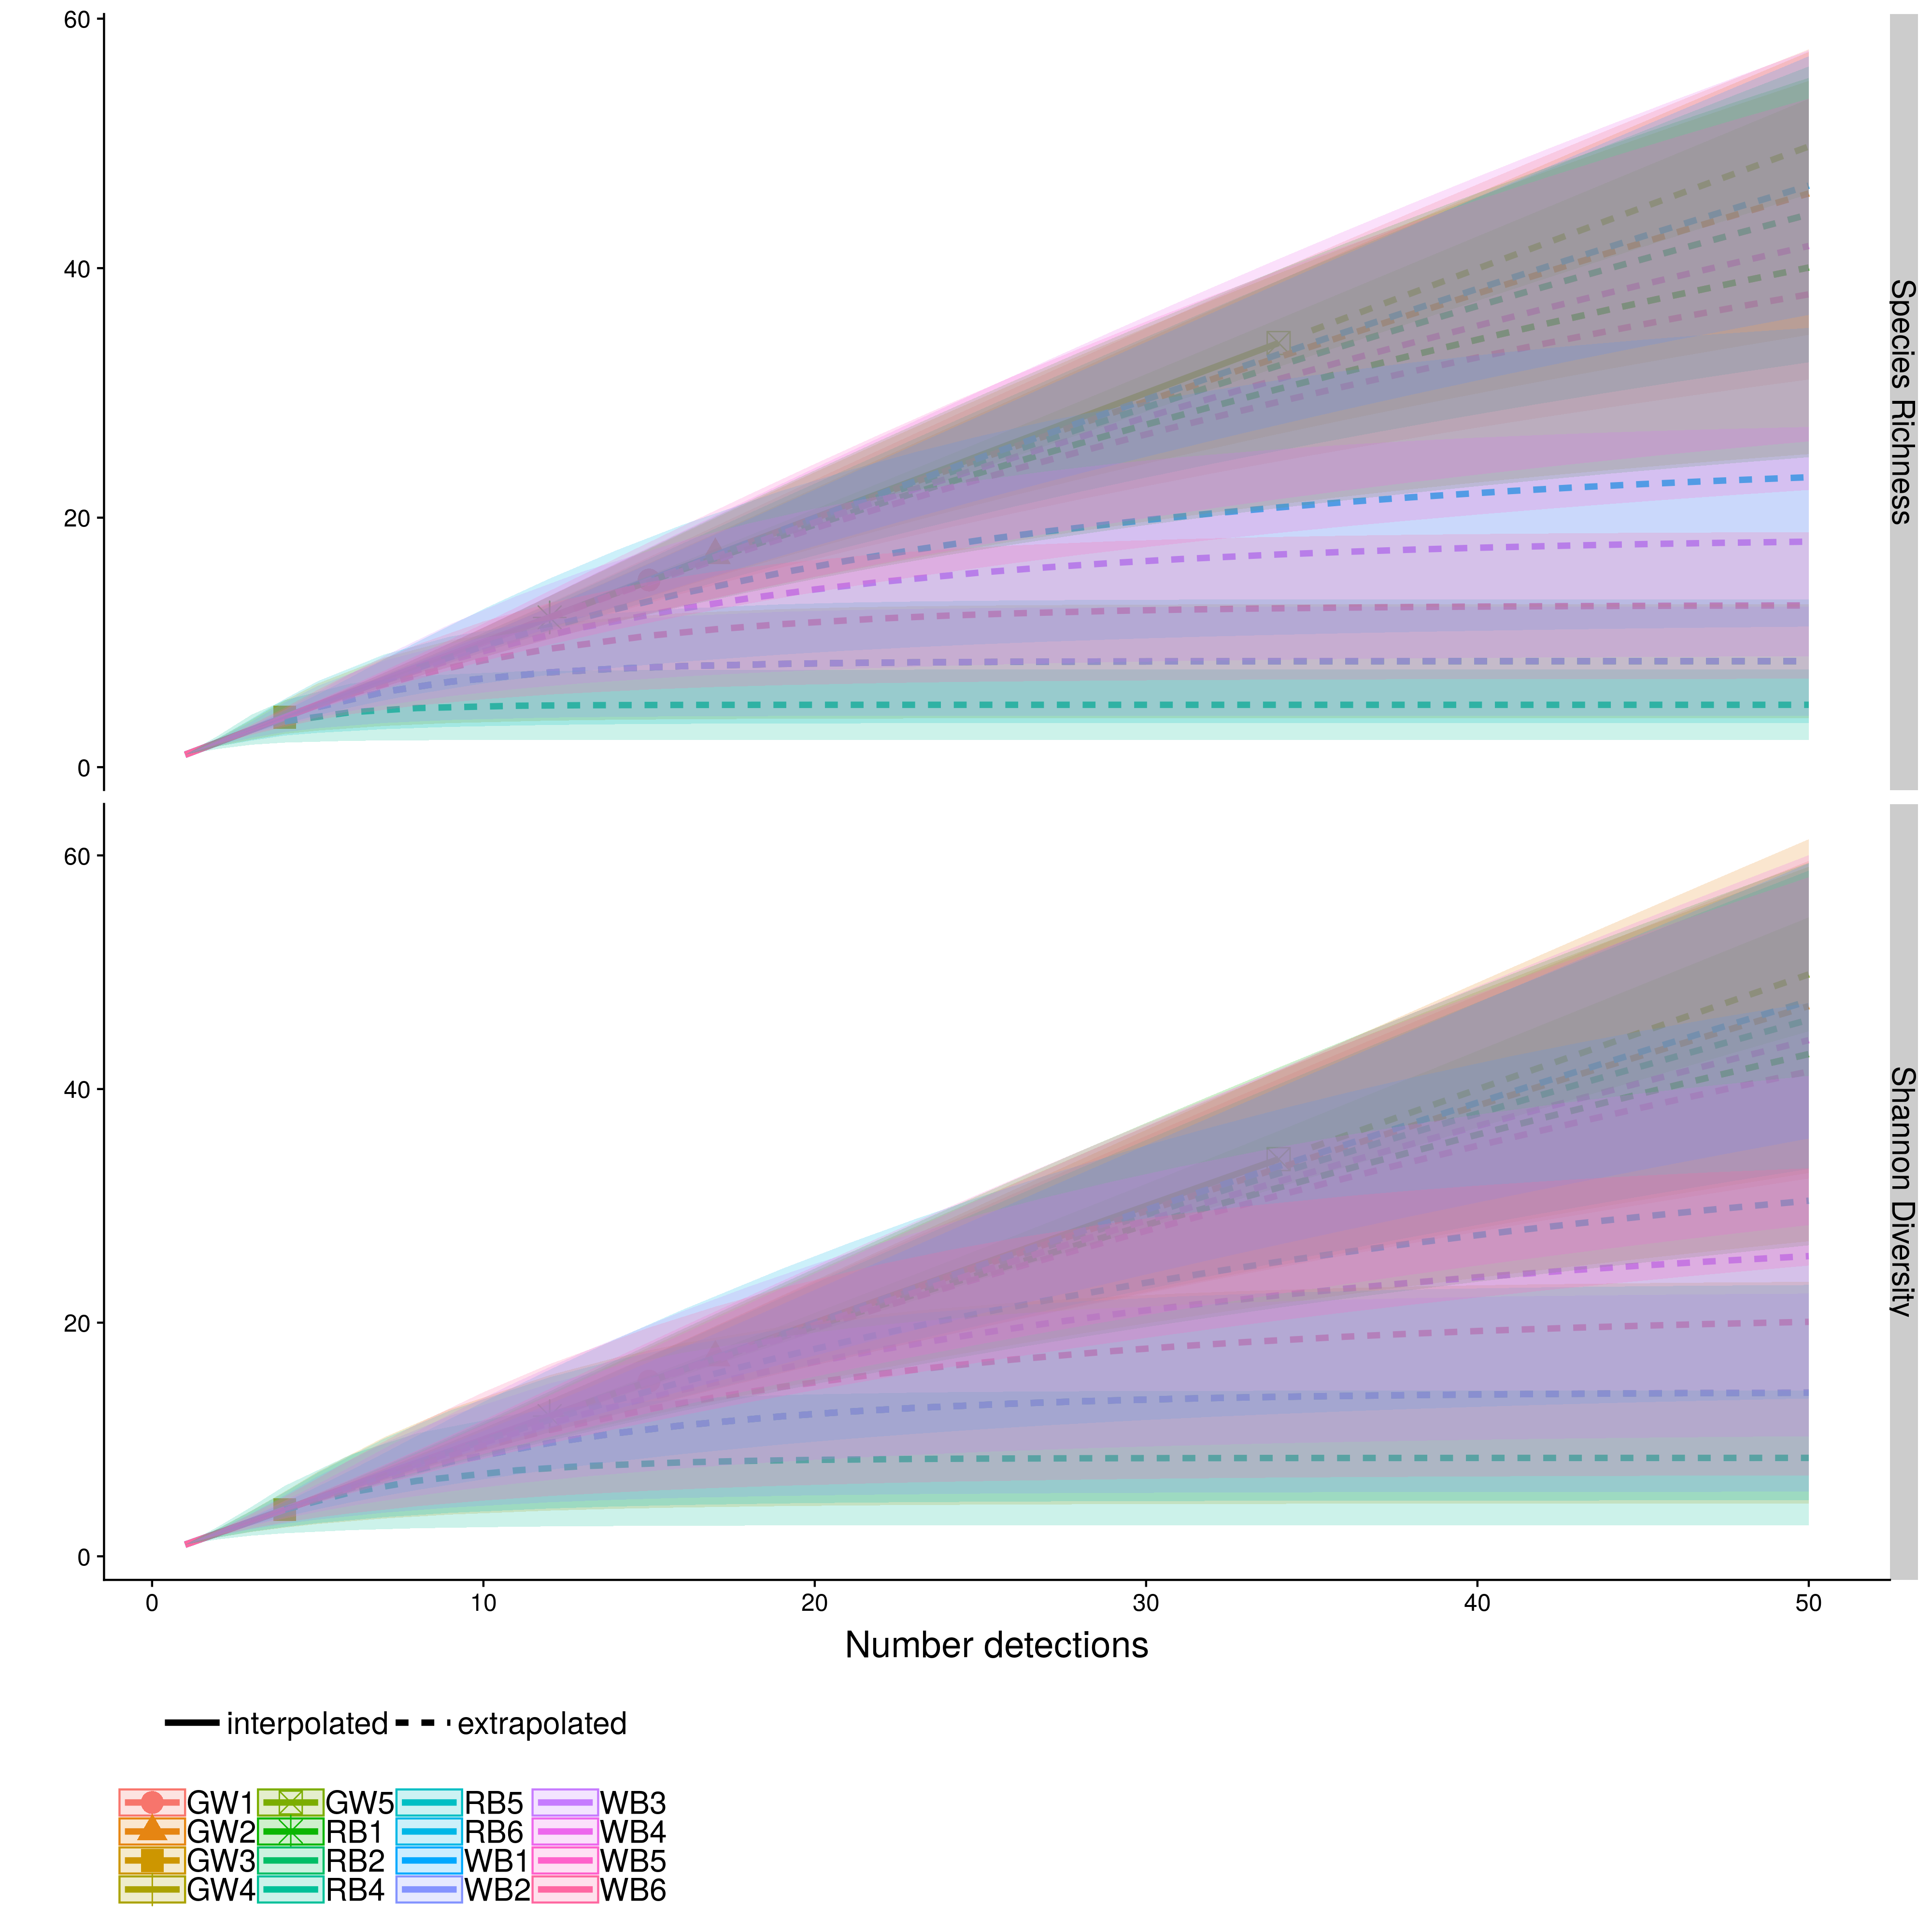 60
40
20
0
Species Richness
60
40
20
0
Shannon Diversity
0 10 20 30 40 50
Number detections
interpolated extrapolated
GW1 GW5 RB5 WB3
GW2 RB1 RB6 WB4
GW3 RB2 WB1 WB5
GW4 RB4 WB2 WB6